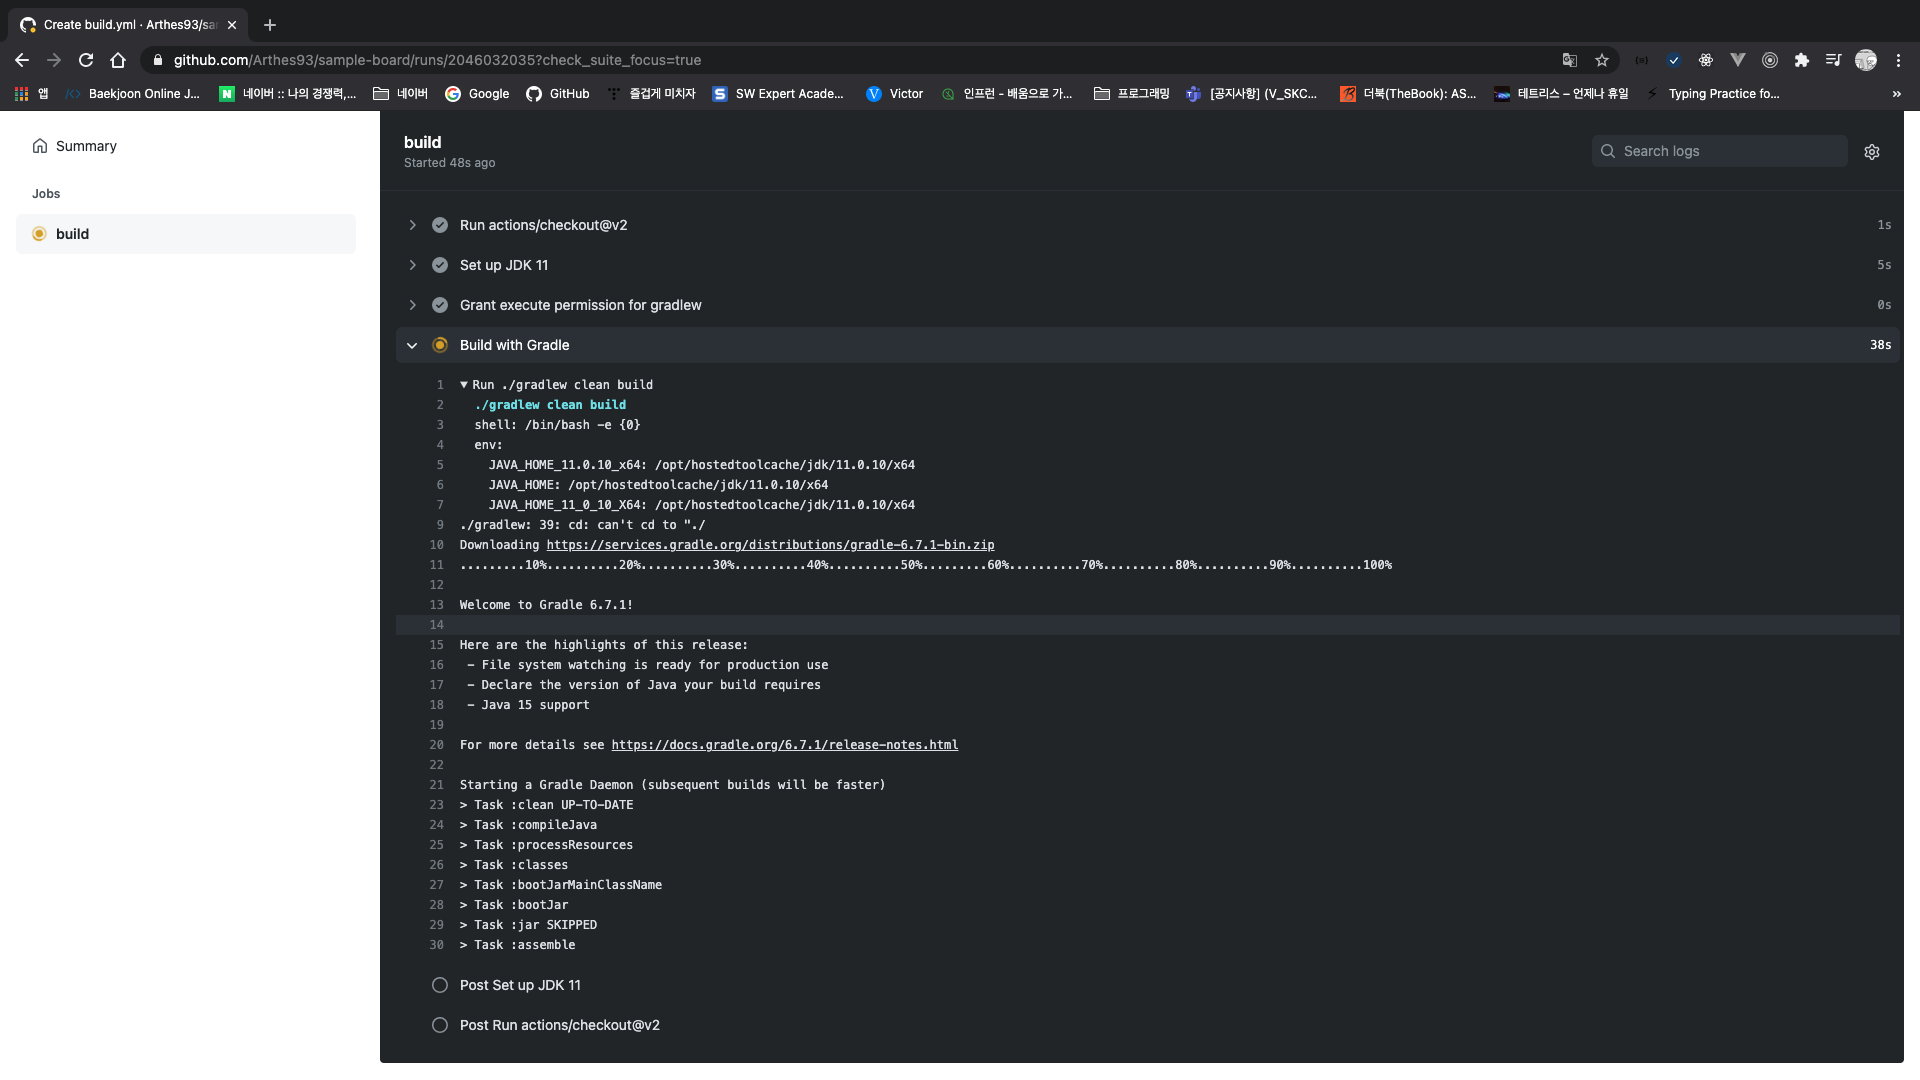 Create build.yml · Arthes93/sa
github.com/Arthes93/sample-board/runs/2046032035?check_suite_focus=true
앱
Baekjoon Online J...
네이버 :: 나의 경쟁력,...
네이버
Google
GitHub
즐겁게 미치자
SW Expert Acade...
Victor
인프런 - 배움으로 가...
프로그래밍
[공지사항] (V_SKC...
더북(TheBook): AS...
테트리스 – 언제나 휴일
Typing Practice fo...
»
Summary
Jobs
build
build
Started 48s ago
Search logs
Run actions/checkout@v2 1s
Set up JDK 11 5s
Grant execute permission for gradlew 0s
Build with Gradle 38s
1 ▼ Run ./gradlew clean build
2 ./gradlew clean build
3 shell: /bin/bash -e {0}
4 env:
5 JAVA_HOME_11.0.10_x64: /opt/hostedtoolcache/jdk/11.0.10/x64
6 JAVA_HOME: /opt/hostedtoolcache/jdk/11.0.10/x64
7 JAVA_HOME_11_0_10_X64: /opt/hostedtoolcache/jdk/11.0.10/x64
9 ./gradlew: 39: cd: can't cd to "./
10 Downloading https://services.gradle.org/distributions/gradle-6.7.1-bin.zip
11 .........10%..........20%..........30%..........40%..........50%.........60%..........70%..........80%..........90%..........100%
12
13 Welcome to Gradle 6.7.1!
14
15 Here are the highlights of this release:
16 - File system watching is ready for production use
17 - Declare the version of Java your build requires
18 - Java 15 support
19
20 For more details see https://docs.gradle.org/6.7.1/release-notes.html
22
21 Starting a Gradle Daemon (subsequent builds will be faster)
23 > Task :clean UP-TO-DATE
24 > Task :compileJava
25 > Task :processResources
26 > Task :classes
27 > Task :bootJarMainClassName
28 > Task :bootJar
29 > Task :jar SKIPPED
30 > Task :assemble
Post Set up JDK 11
Post Run actions/checkout@v2